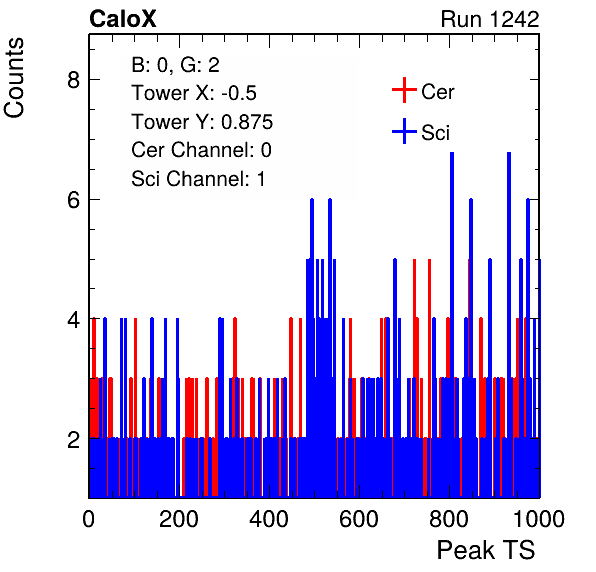 CaloX Run 1242
Counts
B: 0, G: 2
Tower X: -0.5
Tower Y: 0.875
Cer Channel: 0
Sci Channel: 1
Cer
Sci
8
6
4
2
0 200 400 600 800 1000
Peak TS